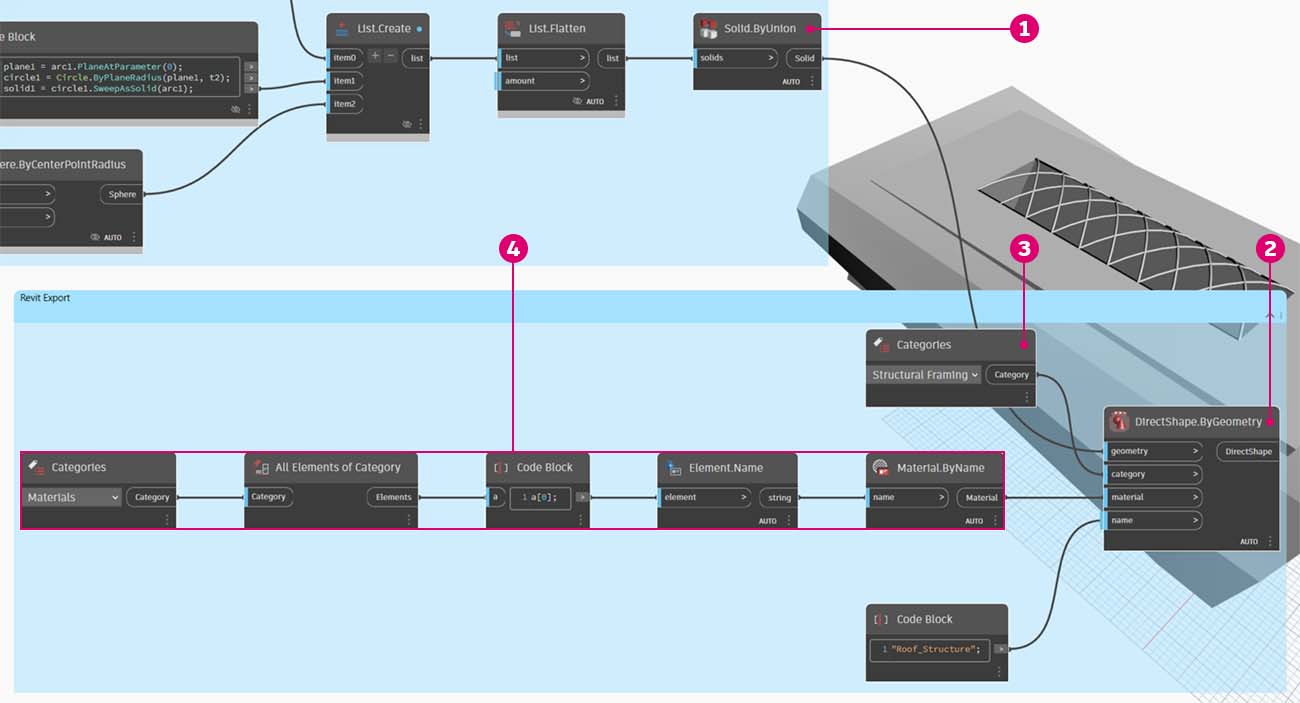 e Block
plane1 = arc1.PlaneAtParameter(0);
circle1 = Circle.ByPlaneRadius(plane1, t2);
solid1 = circle1.SweepAsSolid(arc1);
>
>
>
List.Create
item0
+
−
list
item1
item2
List.Flatten
list >
list
amount >
AUTO
Solid.ByUnion
solids >
Solid
AUTO
1
ere.ByCenterPointRadius
>
Sphere
>
AUTO
4
3
2
Revit Export
Categories
Structural Framing
Category
DirectShape.ByGeometry
geometry >
DirectShape
category >
material >
name >
AUTO
Categories
Materials
Category
All Elements of Category
Category
Elements
Code Block
a
1 a[0];
>
Element.Name
element >
string
AUTO
Material.ByName
name >
Material
AUTO
Code Block
1 "Roof_Structure";
>